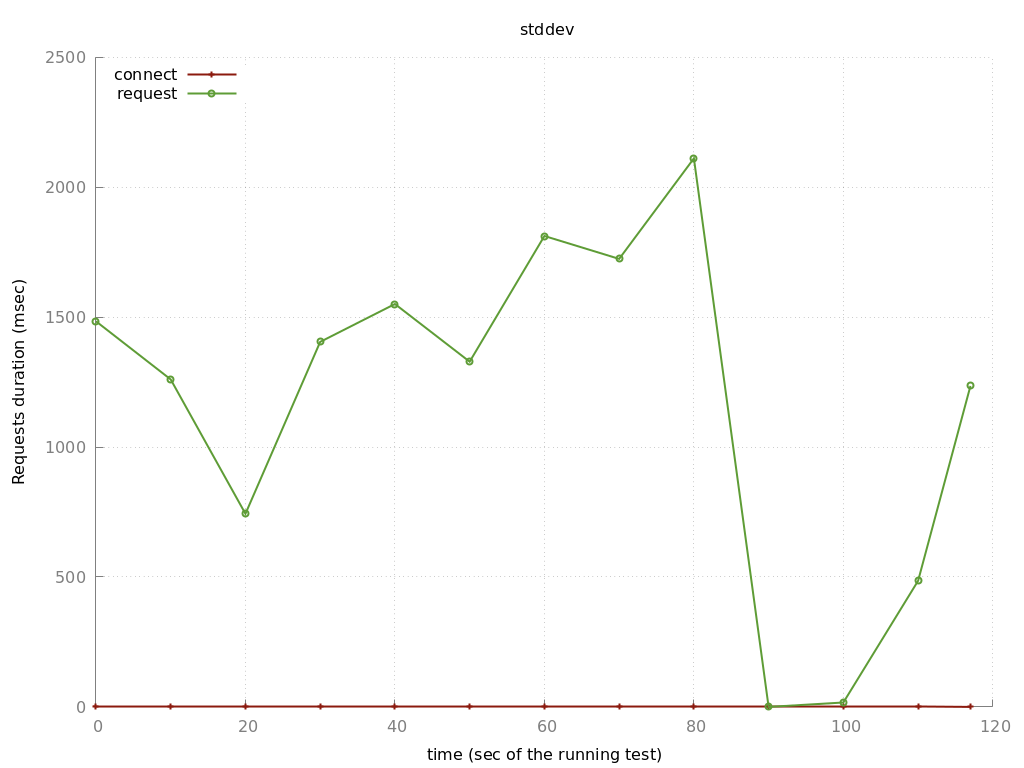 stddev
2500
connect
request
2000
1500
1000
500
0
0 20 40 60 80 100 120
Requests duration (msec)
time (sec of the running test)